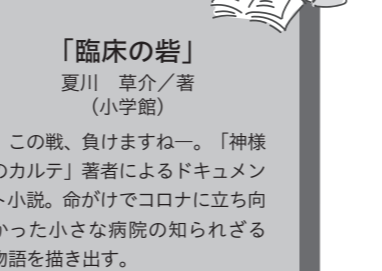 「臨床の砦」
夏川　草介／著
（小学館）
この戦、負けますね―。「神様
のカルテ」著者によるドキュメン
ト小説。命がけでコロナに立ち向
かった小さな病院の知られざる
物語を描き出す。